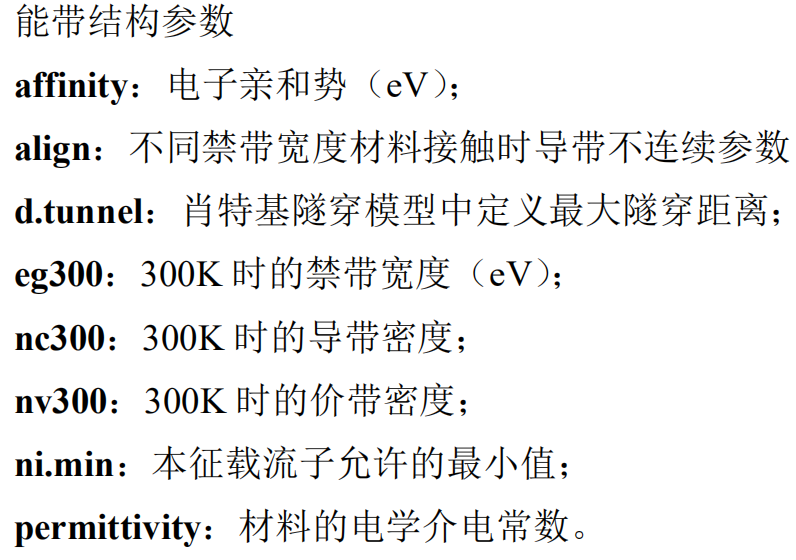 能带结构参数
affinity：电子亲和势（eV）；
align：不同禁带宽度材料接触时导带不连续参数
d.tunnel：肖特基隧穿模型中定义最大隧穿距离；
eg300：300K 时的禁带宽度（eV）；
nc300：300K 时的导带密度；
nv300：300K 时的价带密度；
ni.min：本征载流子允许的最小值；
permittivity：材料的电学介电常数。